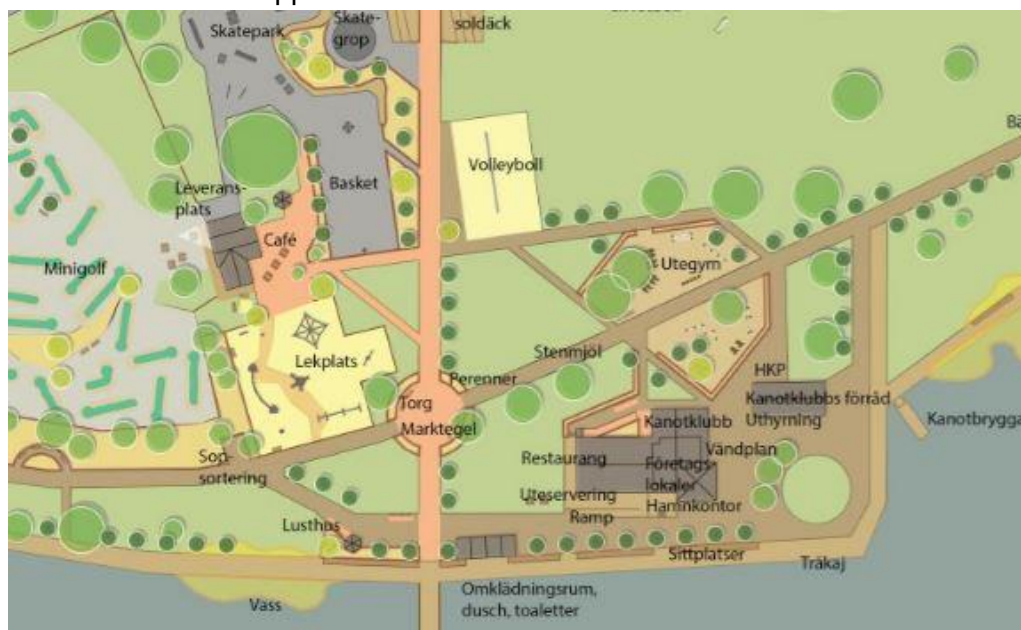 Skatepark
Skate-
grop
soldäck
Volleyboll
Basket
Leverans-
plats
Café
Minigolf
Utegym
Lekplats
Stenmjöl
Perenner
Torg
Marktegel
HKP
Kanotklubbs förråd
Uthyrning
Kanotbrygga
Kanotklubb
Vändplan
Restaurang
Företags-
lokaler
Sop-
sortering
Uteservering
Hamnkontor
Ramp
Lusthus
Sittplatser
Träkaj
Omklädningsrum,
dusch, toaletter
Vass